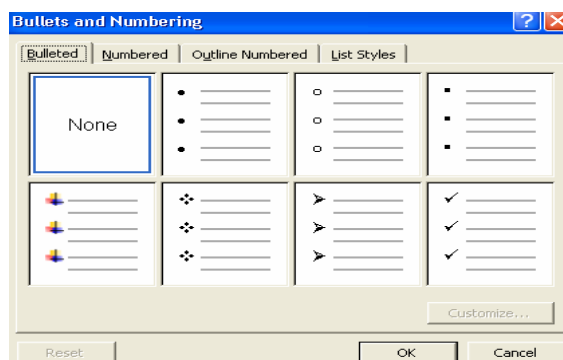 Bullets and Numbering
Bulleted Numbered Outline Numbered List Styles
None
Customize...
Reset OK Cancel